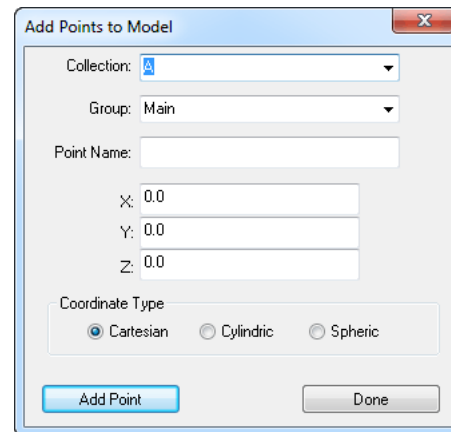 Add Points to Model
Collection: A
Group: Main
Point Name:
X: 0.0
Y: 0.0
Z: 0.0
Coordinate Type
Cartesian Cylindric Spheric
Add Point Done